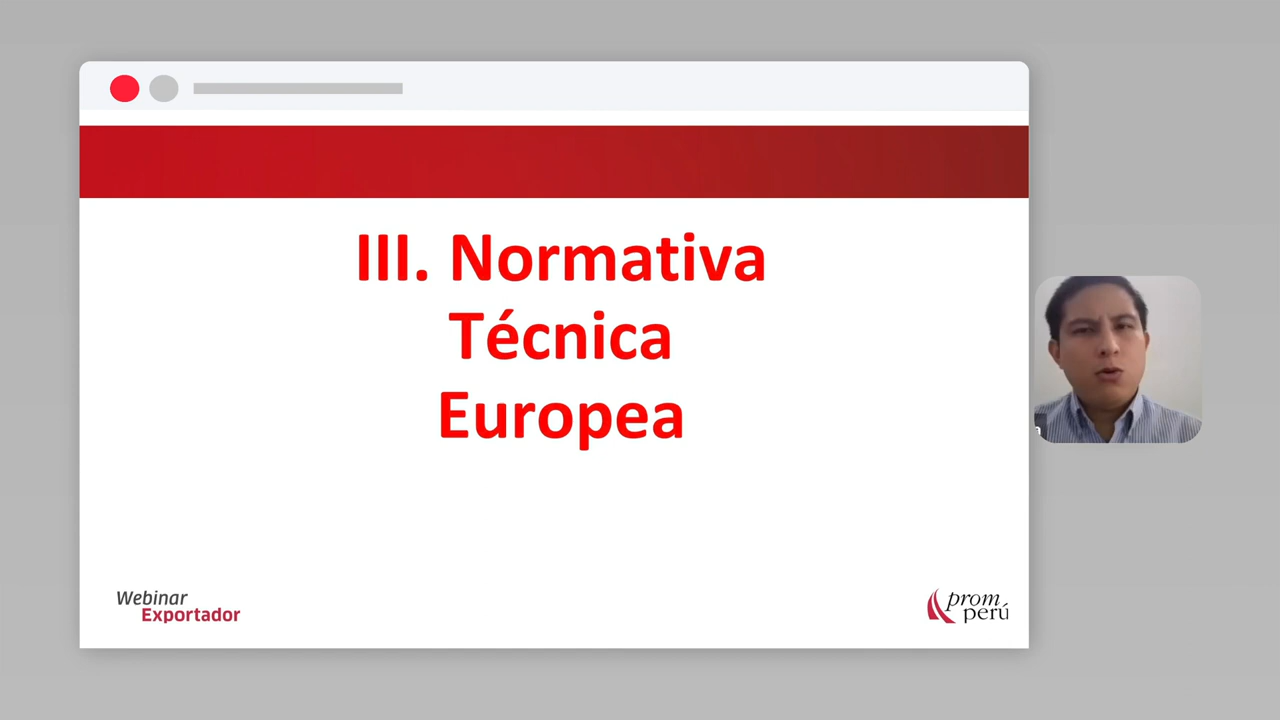 III. Normativa
Técnica
Europea
Webinar
Exportador
prom
perú